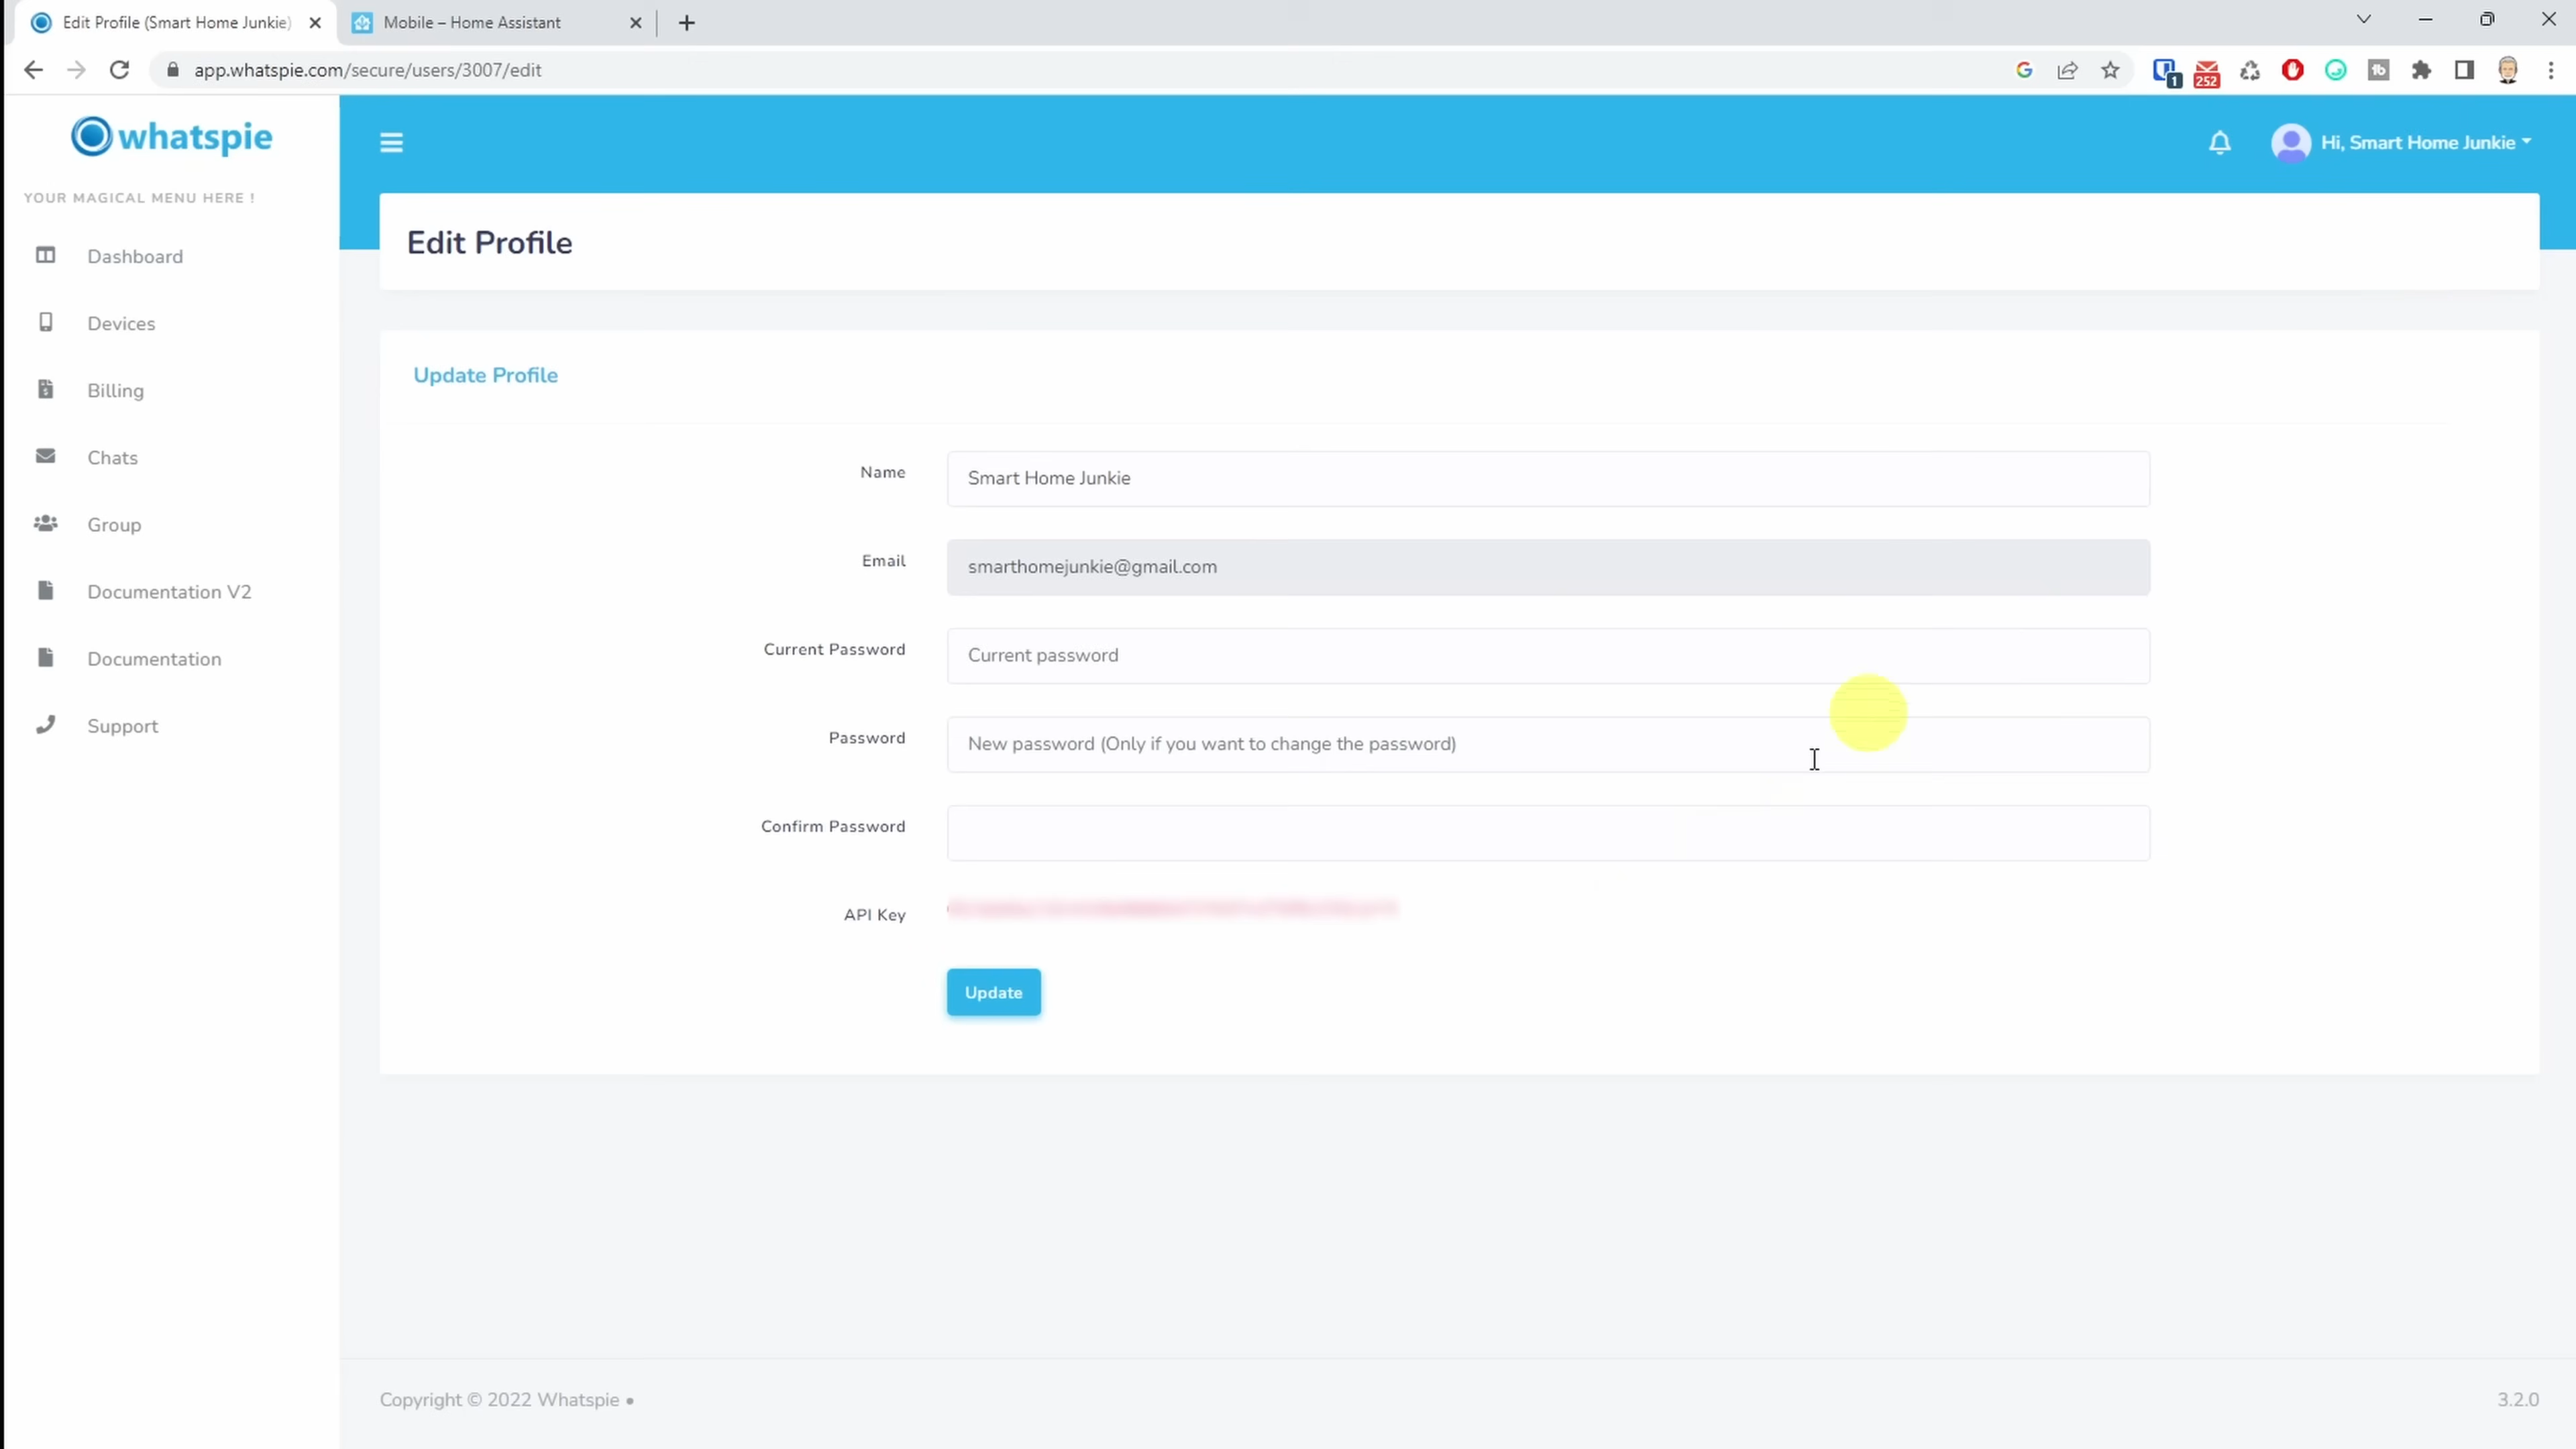 Edit Profile (Smart Home Junkie)
Mobile – Home Assistant
app.whatspie.com/secure/users/3007/edit
1
252
whatspie
Hi, Smart Home Junkie
YOUR MAGICAL MENU HERE !
Dashboard
Devices
Billing
Chats
Group
Documentation V2
Documentation
Support
Edit Profile
Update Profile
Name
Smart Home Junkie
Email
smarthomejunkie@gmail.com
Current Password
Current password
Password
New password (Only if you want to change the password)
Confirm Password
API Key
Update
Copyright © 2022 Whatspie •
3.2.0